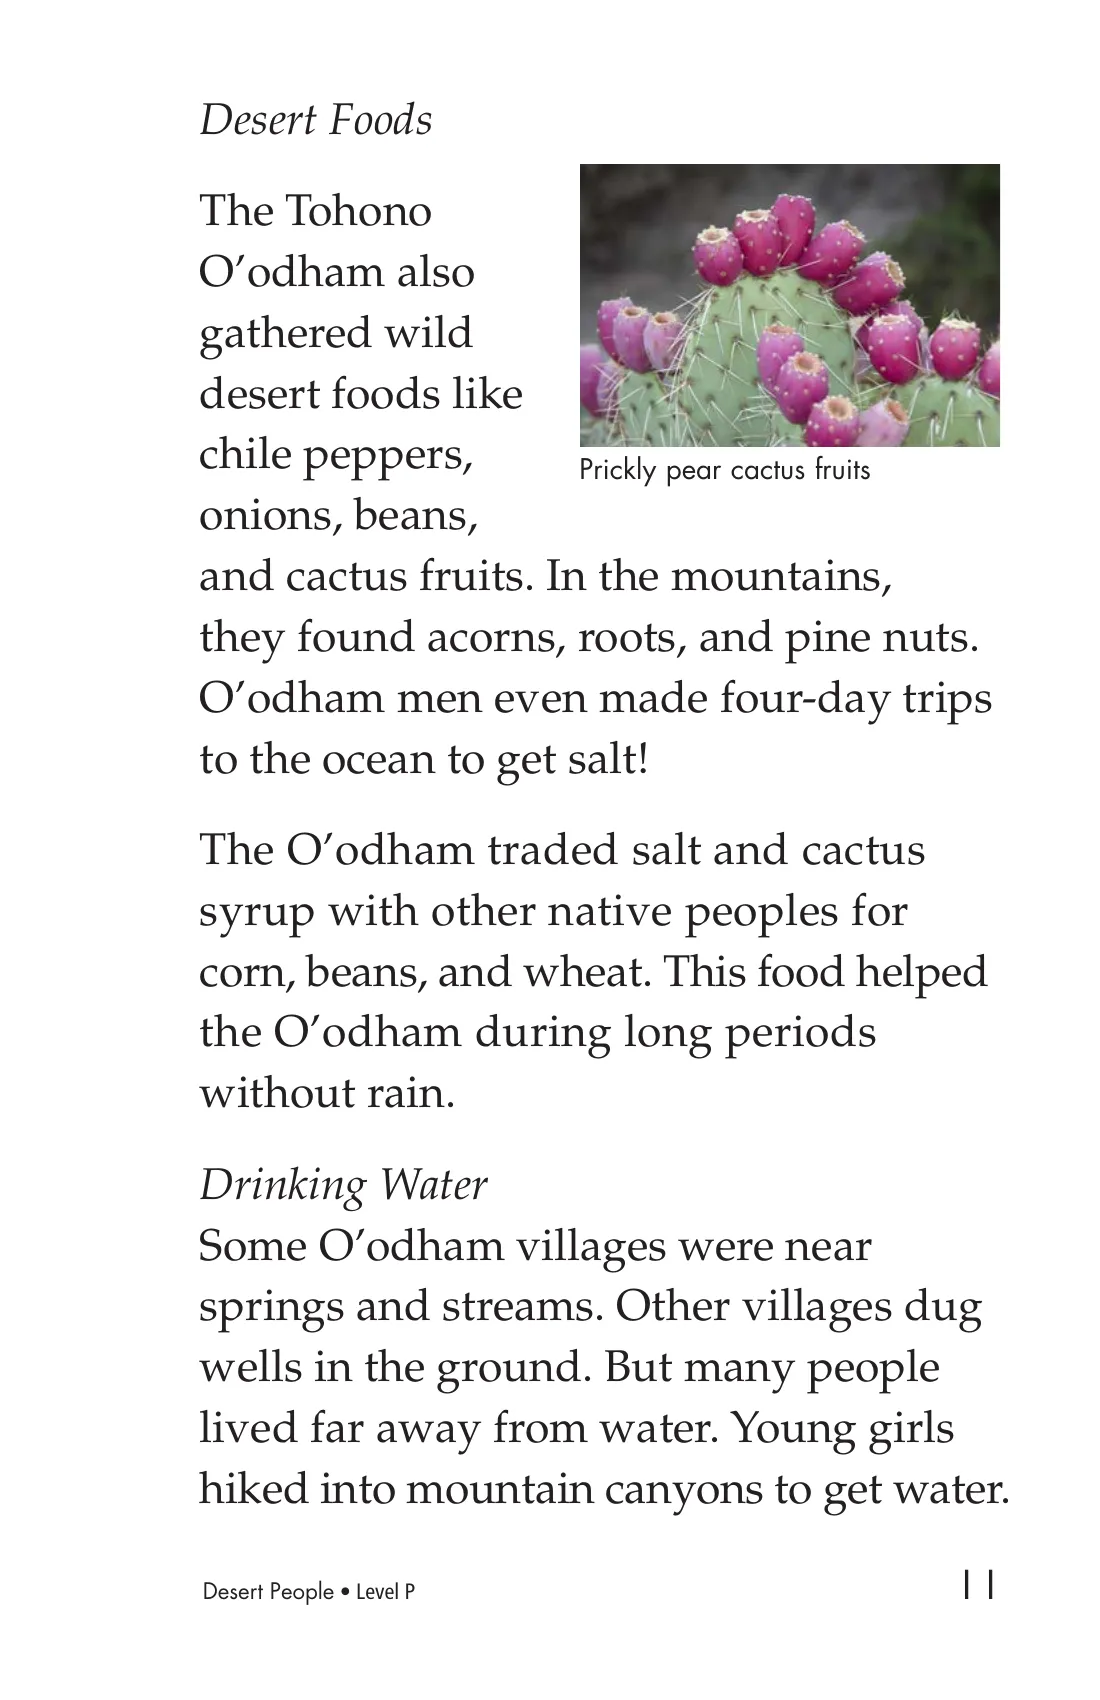 Desert Foods
The Tohono
O’odham also
gathered wild
desert foods like
chile peppers,
onions, beans,
Prickly pear cactus fruits
and cactus fruits. In the mountains,
they found acorns, roots, and pine nuts.
O’odham men even made four-day trips
to the ocean to get salt!
The O’odham traded salt and cactus
syrup with other native peoples for
corn, beans, and wheat. This food helped
the O’odham during long periods
without rain.
Drinking Water
Some O’odham villages were near
springs and streams. Other villages dug
wells in the ground. But many people
lived far away from water. Young girls
hiked into mountain canyons to get water.
Desert People • Level P 11